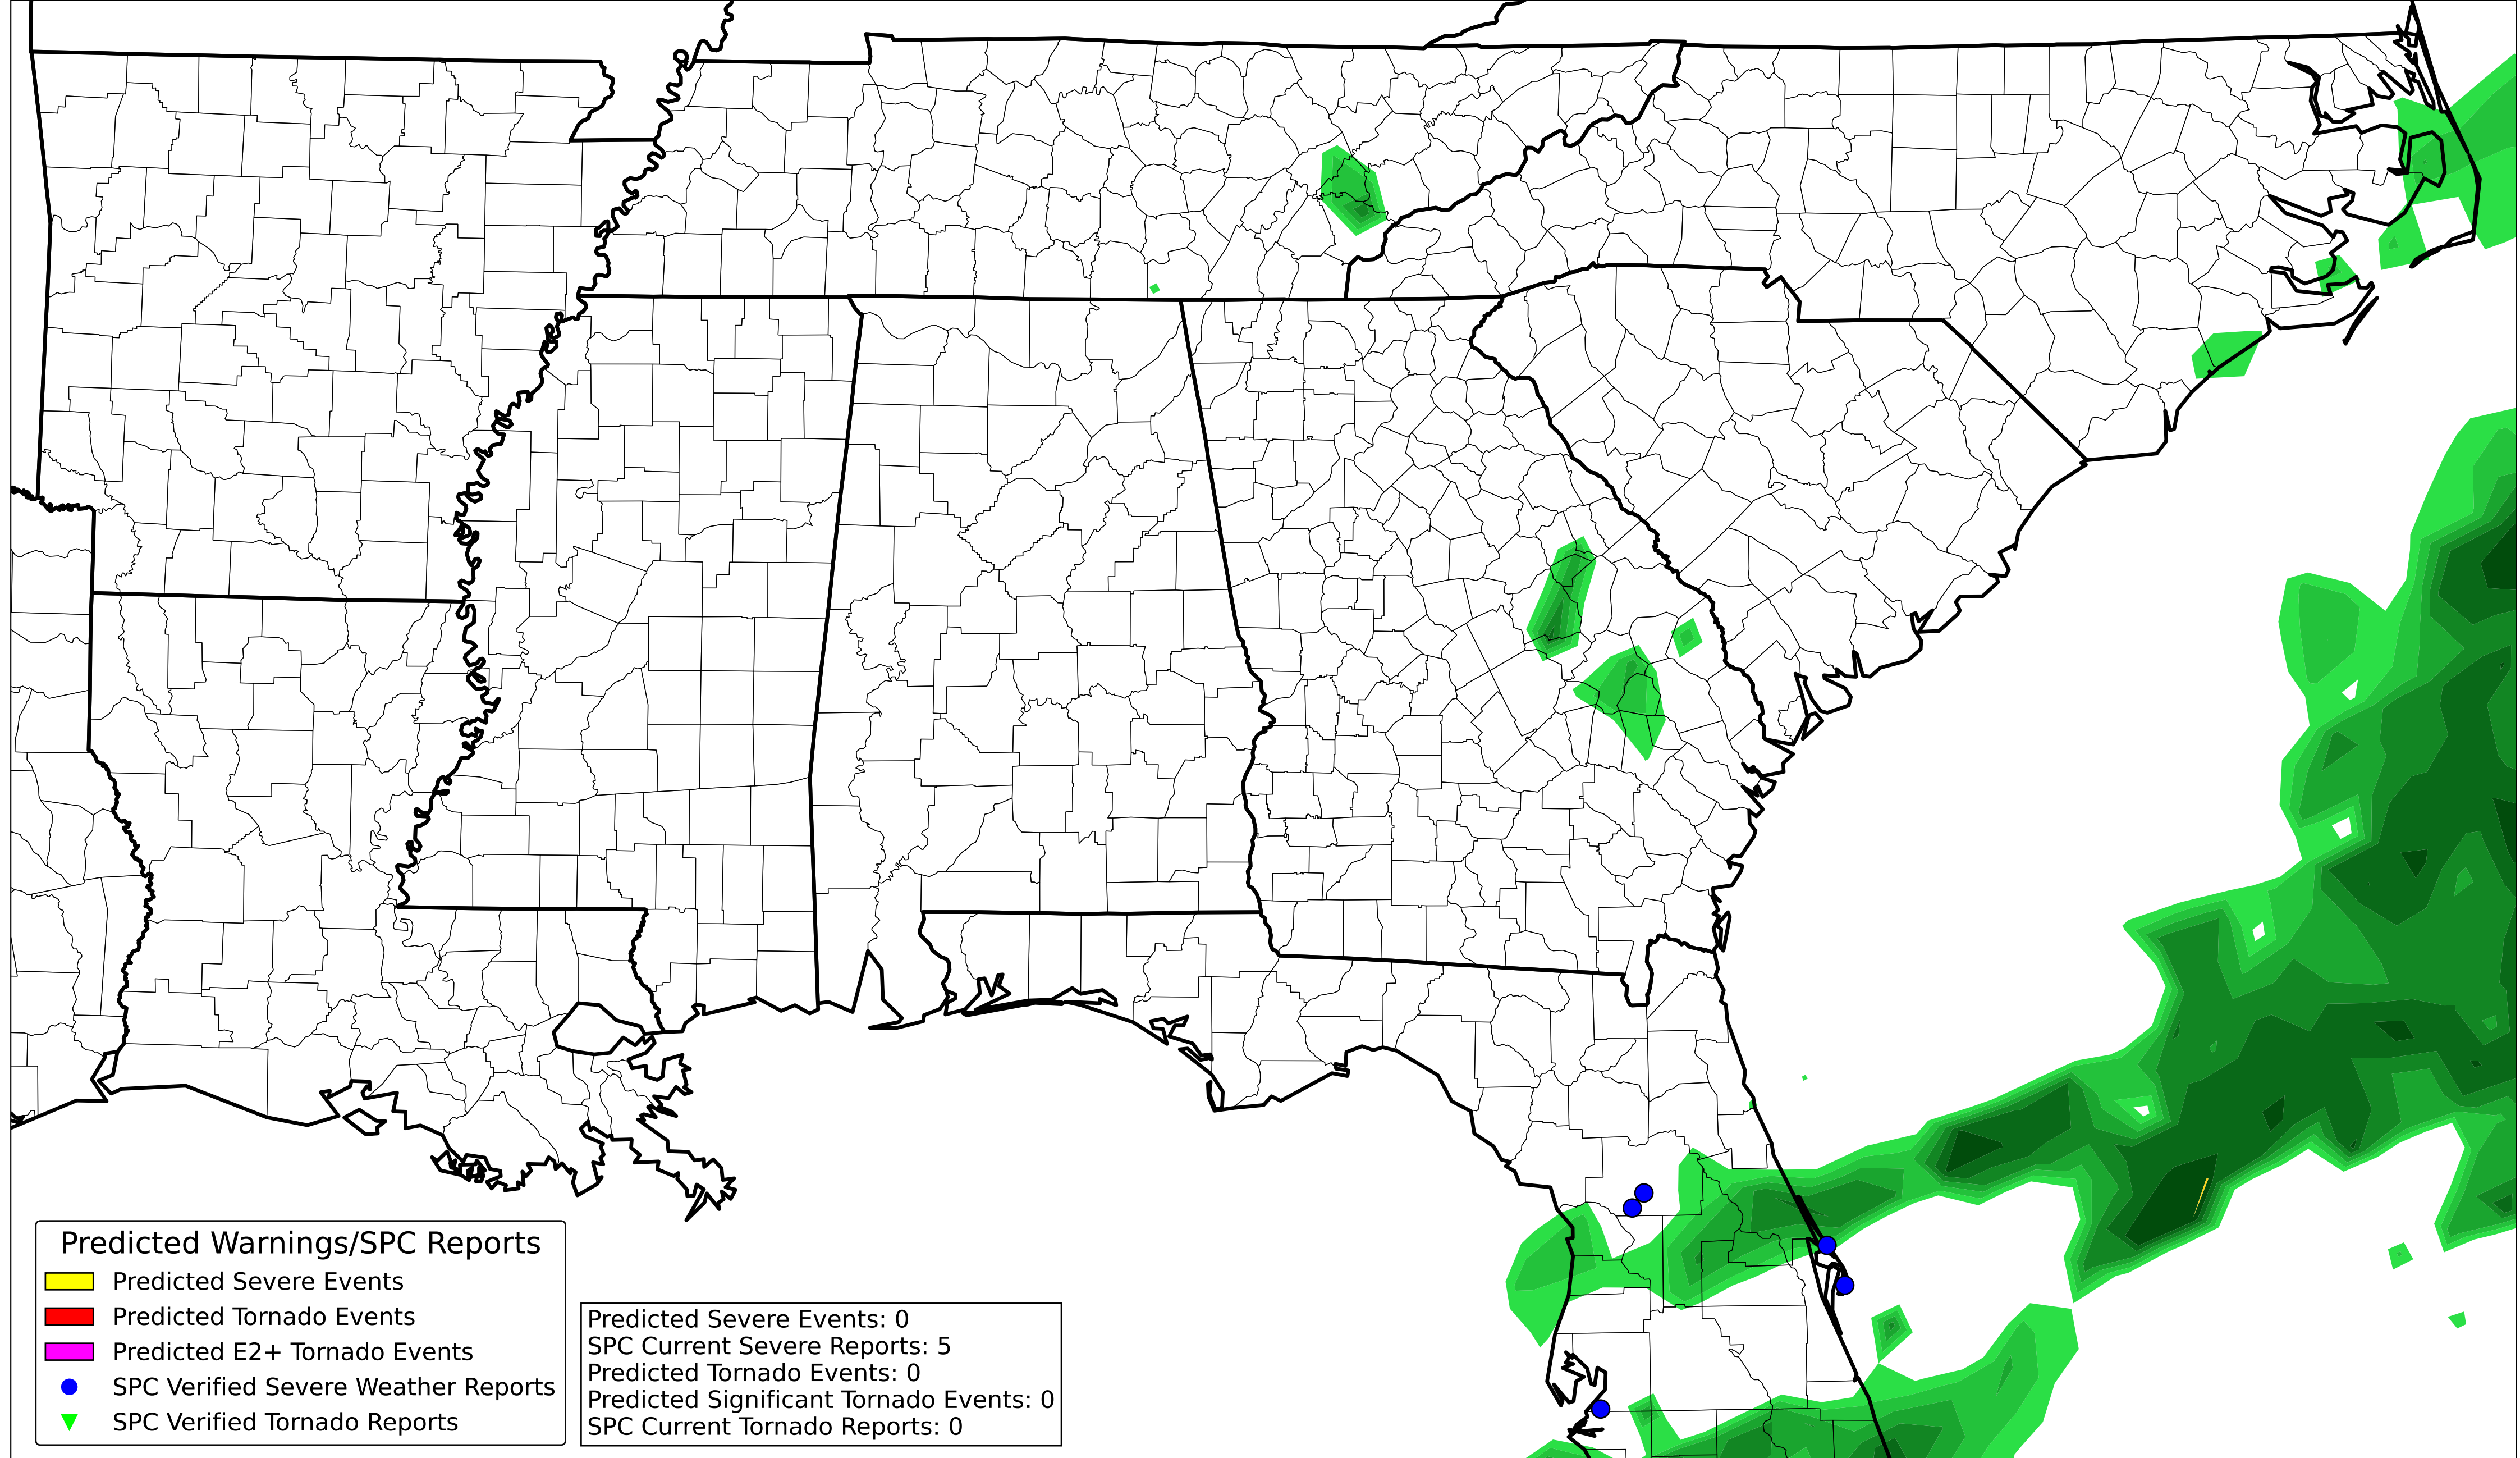 Predicted Warnings/SPC Reports
Predicted Severe Events
Predicted Tornado Events
Predicted E2+ Tornado Events
SPC Verified Severe Weather Reports
SPC Verified Tornado Reports
Predicted Severe Events: 0
SPC Current Severe Reports: 5
Predicted Tornado Events: 0
Predicted Significant Tornado Events: 0
SPC Current Tornado Reports: 0